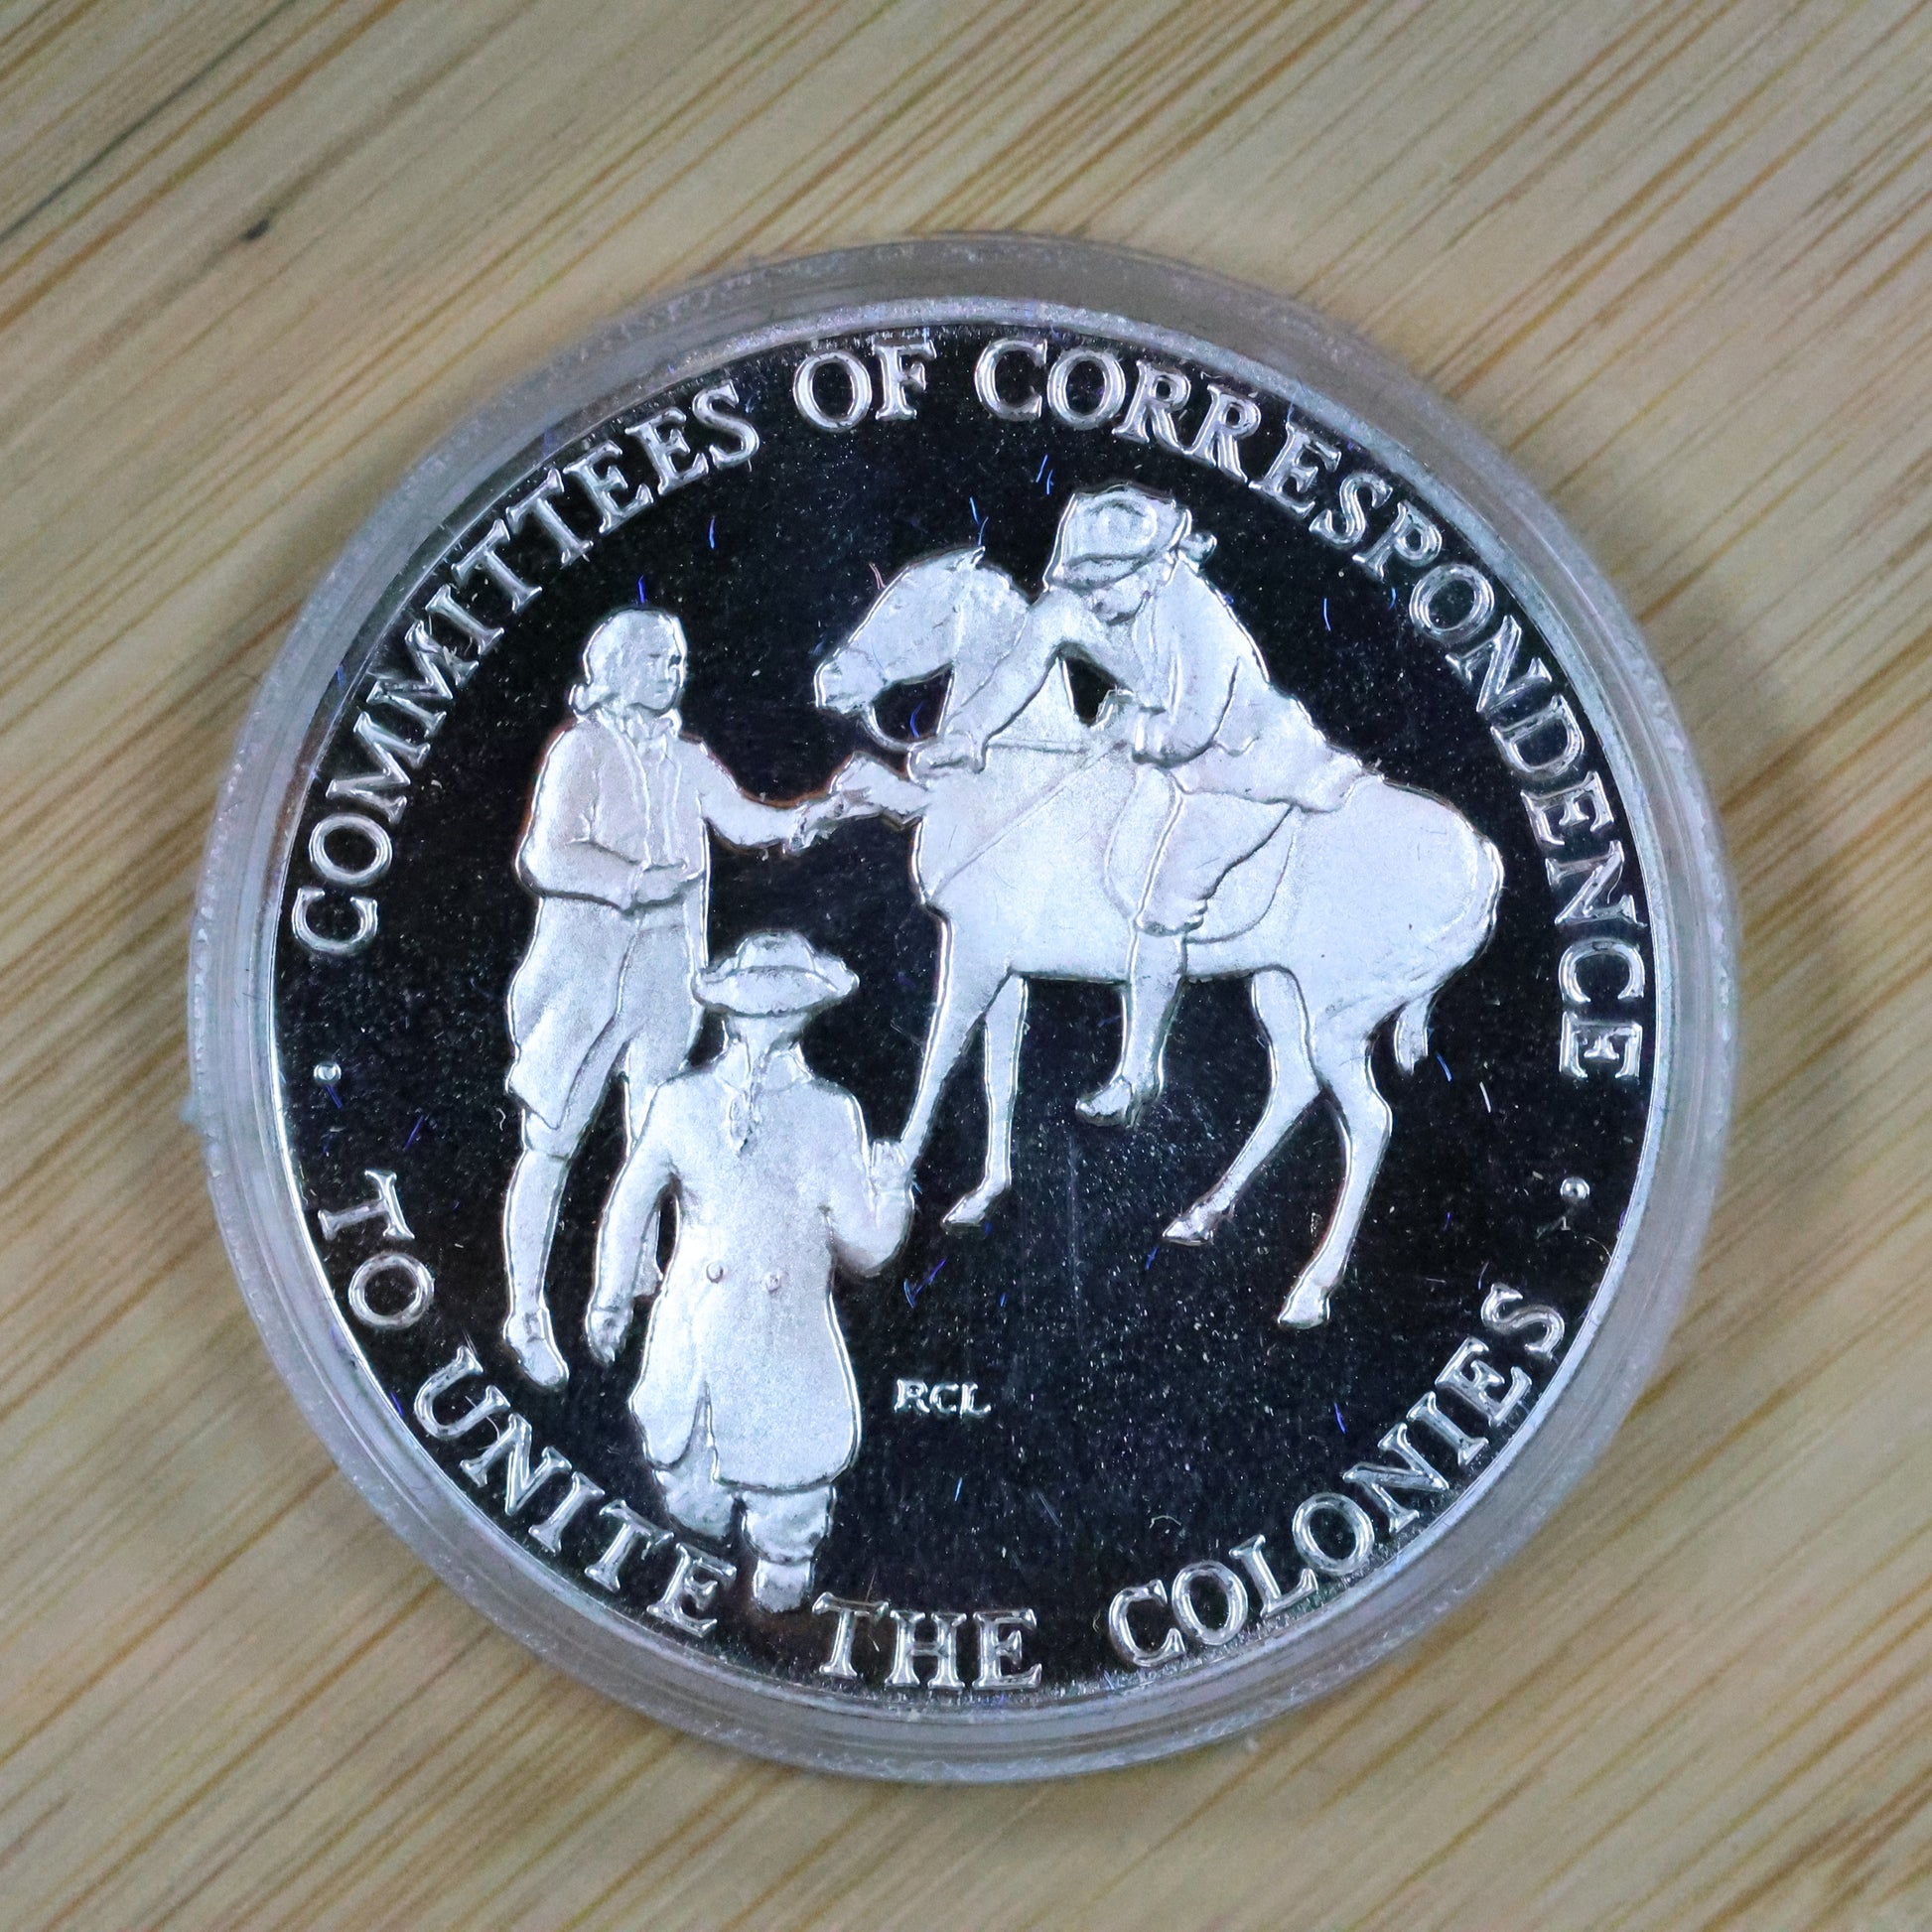 COMMITTEES OF CORRESPONDENCE
RCL
TO UNITE THE COLONIES